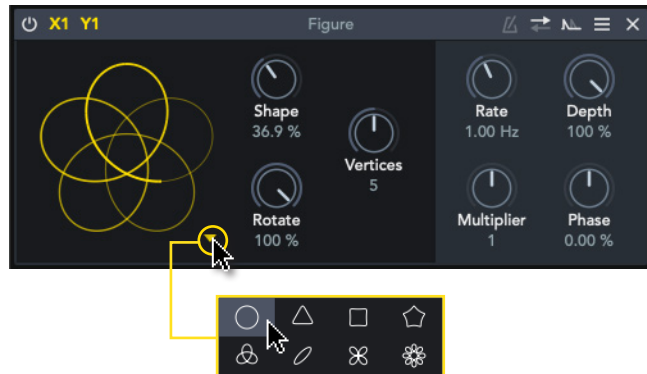 X1 Y1 Figure
Shape
36.9 %
Vertices
5
Rotate
100 %
Rate
1.00 Hz
Depth
100 %
Multiplier
1
Phase
0.00 %